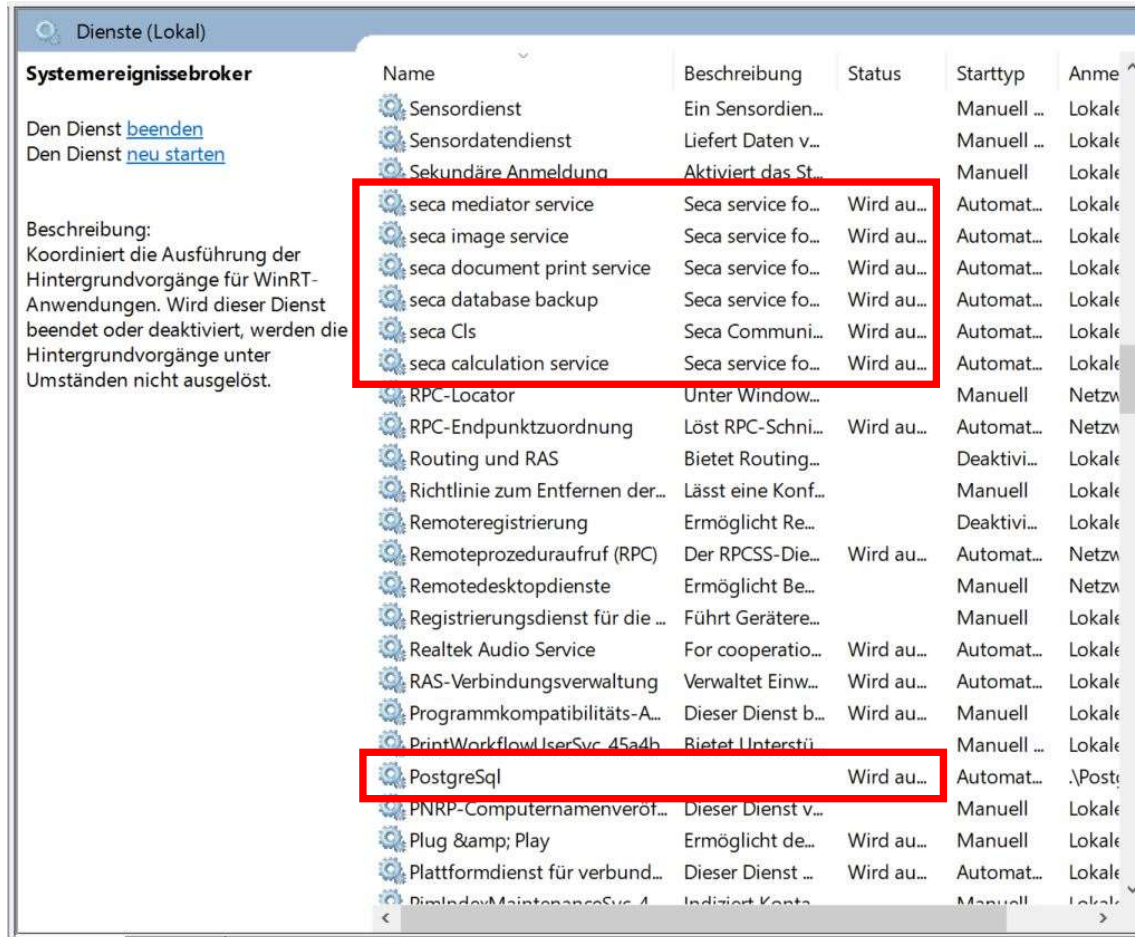 Dienste (Lokal)
Systemereignissebroker
Den Dienst beenden
Den Dienst neu starten
Beschreibung:
Koordiniert die Ausführung der
Hintergrundvorgänge für WinRT-
Anwendungen. Wird dieser Dienst
beendet oder deaktiviert, werden die
Hintergrundvorgänge unter
Umständen nicht ausgelöst.
Name Beschreibung Status Starttyp Anme
Sensordienst Ein Sensordien... Manuell ... Lokale
Sensordatendienst Liefert Daten v... Manuell ... Lokale
Sekundäre Anmeldung Aktiviert das St... Manuell Lokale
seca mediator service Seca service fo... Wird au... Automat... Lokale
seca image service Seca service fo... Wird au... Automat... Lokale
seca document print service Seca service fo... Wird au... Automat... Lokale
seca database backup Seca service fo... Wird au... Automat... Lokale
seca Cls Seca Communi... Wird au... Automat... Lokale
seca calculation service Seca service fo... Wird au... Automat... Lokale
RPC-Locator Unter Window... Manuell Netzw
RPC-Endpunktzuordnung Löst RPC-Schni... Wird au... Automat... Netzw
Routing und RAS Bietet Routing... Deaktivi... Lokale
Richtlinie zum Entfernen der... Lässt eine Konf... Manuell Lokale
Remoteregistrierung Ermöglicht Re... Deaktivi... Lokale
Remoteprozeduraufruf (RPC) Der RPCSS-Die... Wird au... Automat... Netzw
Remotedesktopdienste Ermöglicht Be... Manuell Netzw
Registrierungsdienst für die ... Führt Gerätere... Manuell Lokale
Realtek Audio Service For cooperatio... Wird au... Automat... Lokale
RAS-Verbindungsverwaltung Verwaltet Einw... Wird au... Automat... Lokale
Programmkompatibilitäts-A... Dieser Dienst b... Wird au... Manuell Lokale
PrintWorkflowUserSvc_45a4b Bietet Unterstü Manuell ... Lokale
PostgreSql Wird au... Automat... .\Postg
PNRP-Computernamenveröf... Dieser Dienst v... Manuell Lokale
Plug &amp; Play Ermöglicht de... Wird au... Manuell Lokale
Plattformdienst für verbund... Dieser Dienst ... Wird au... Automat... Lokale
PimIndexMaintenanceSvc_4 Indiziert Konta Manuell Lokale